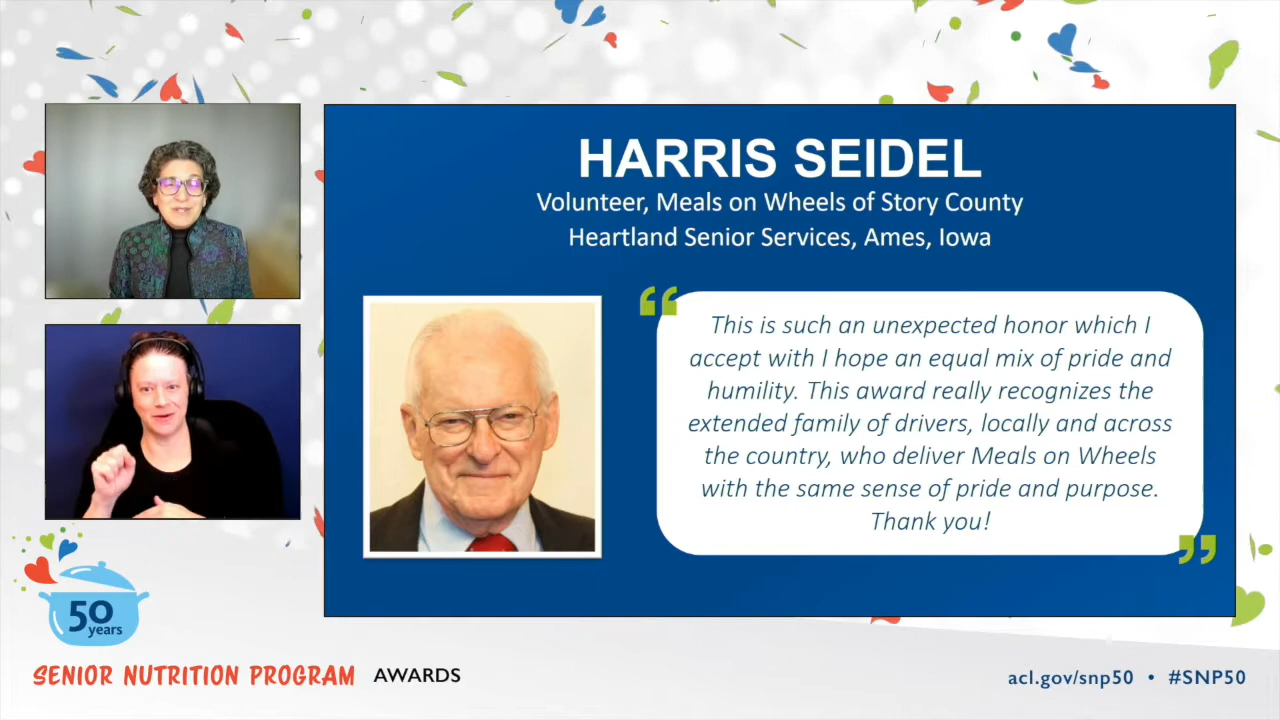 HARRIS SEIDEL
Volunteer, Meals on Wheels of Story County
Heartland Senior Services, Ames, Iowa
“
This is such an unexpected honor which I
accept with I hope an equal mix of pride and
humility. This award really recognizes the
extended family of drivers, locally and across
the country, who deliver Meals on Wheels
with the same sense of pride and purpose.
Thank you!
”
50
years
SENIOR NUTRITION PROGRAM AWARDS
acl.gov/snp50 • #SNP50